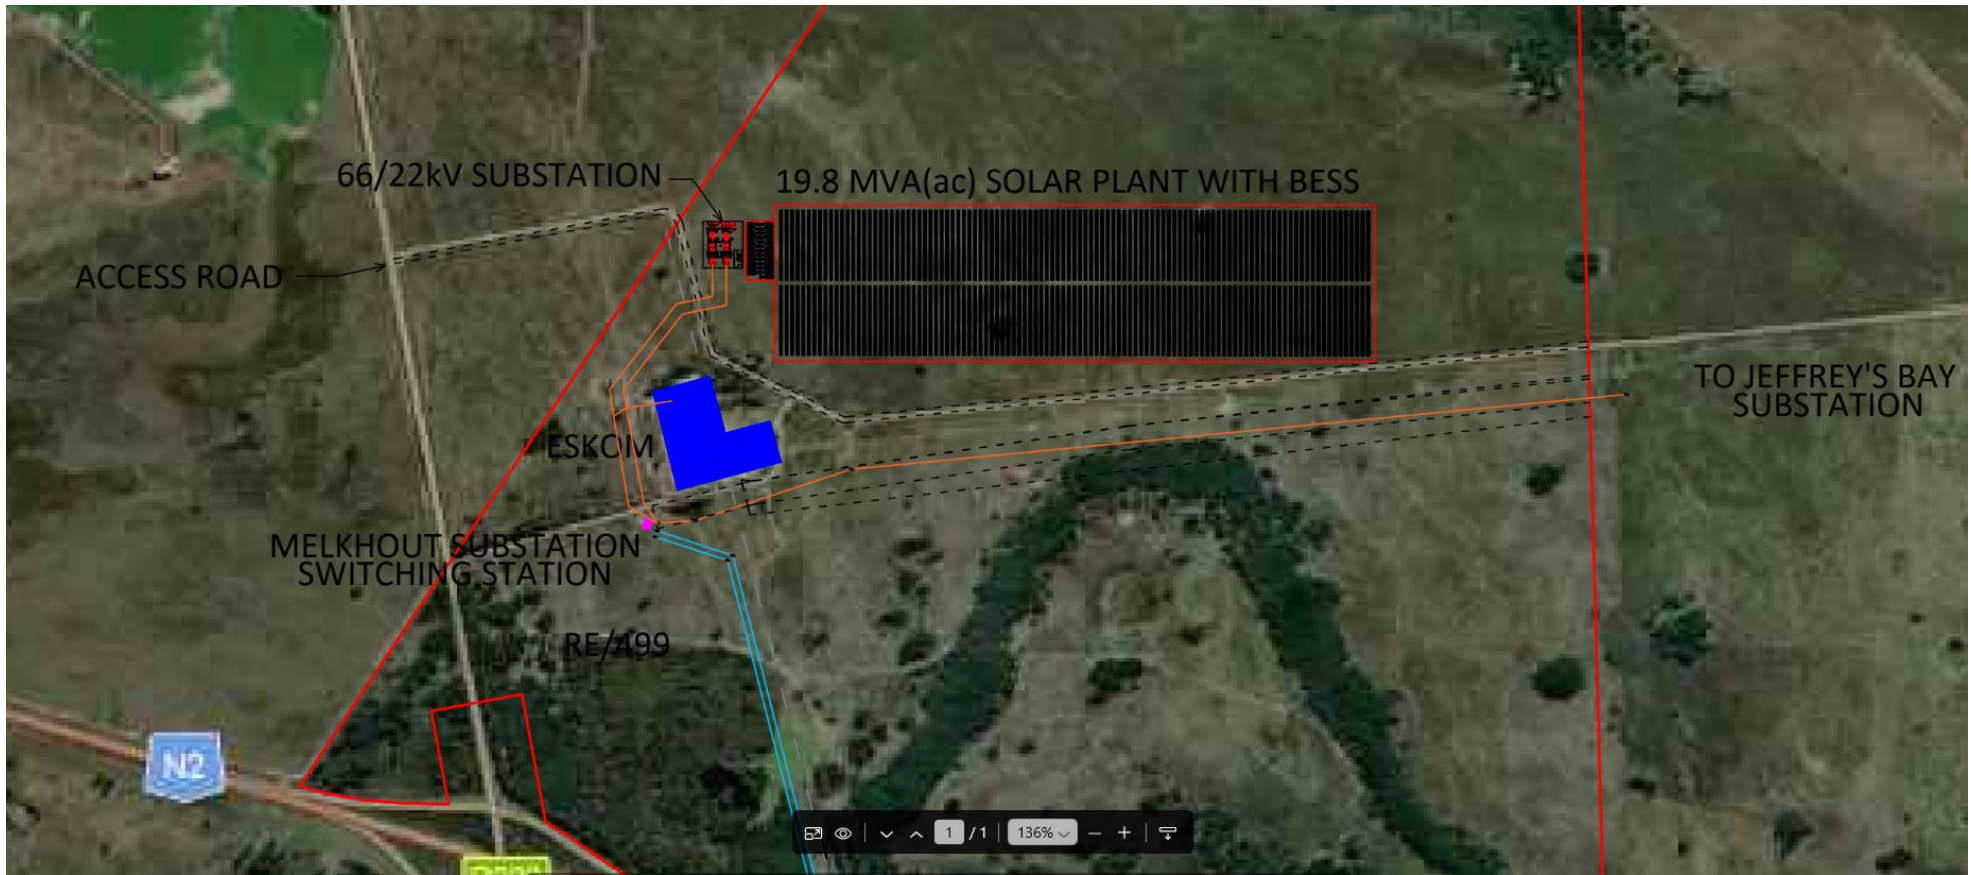 66/22kV SUBSTATION
19.8 MVA(ac) SOLAR PLANT WITH BESS
ACCESS ROAD
TO JEFFREY'S BAY
SUBSTATION
ESKOM
MELKHOUT SUBSTATION
SWITCHING STATION
RE/499
N2
1 / 1
136%